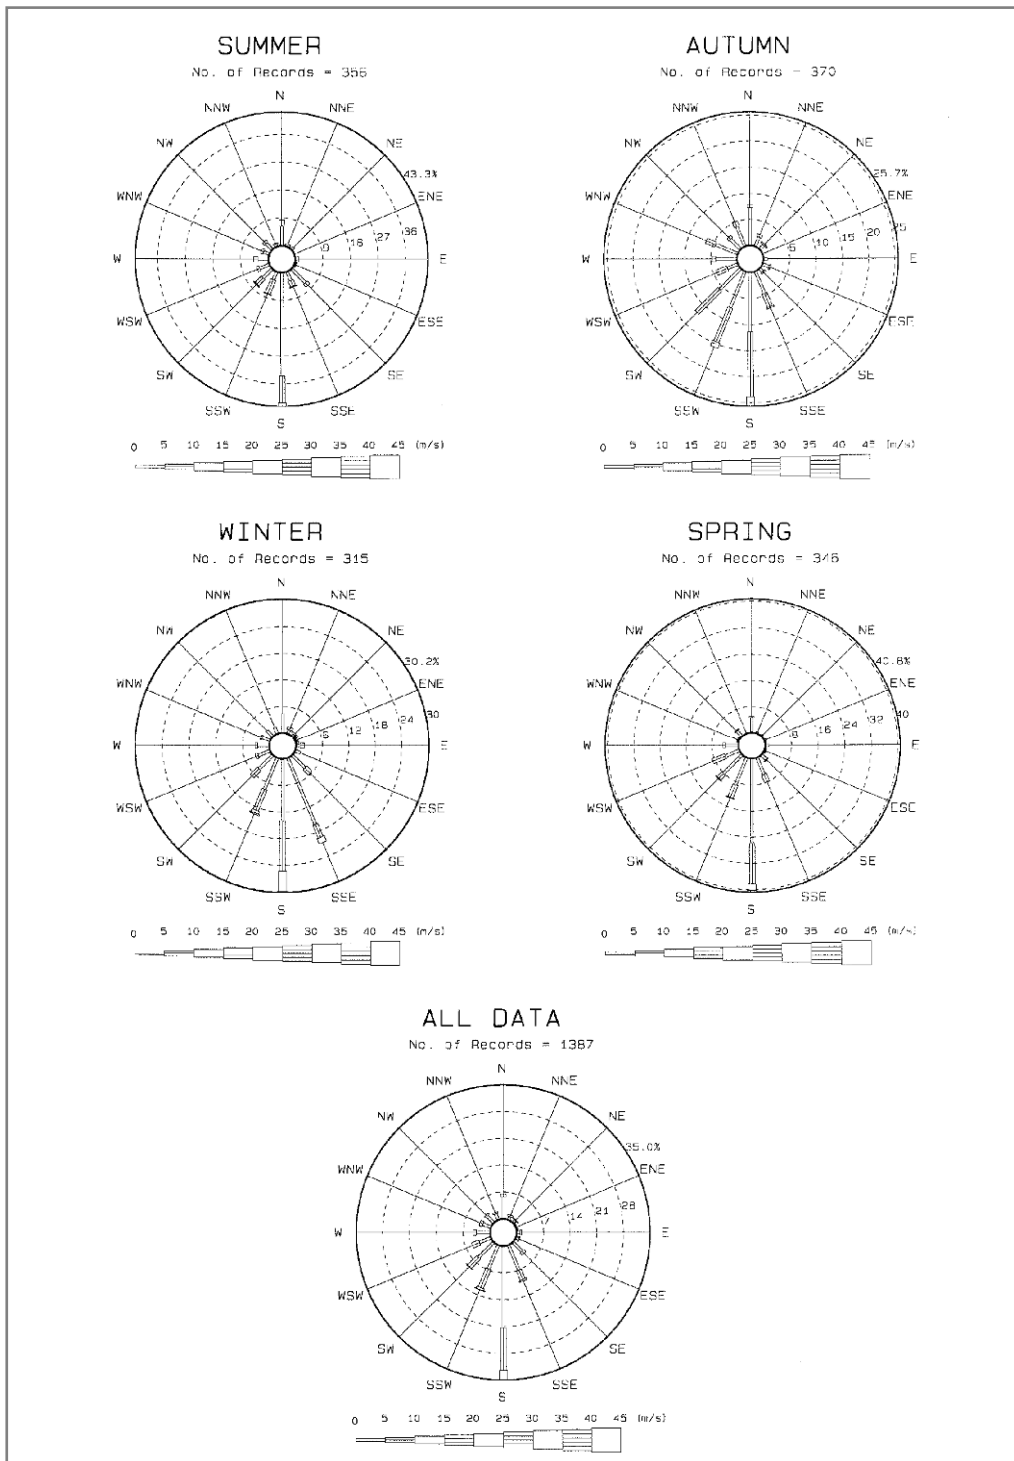 SUMMER
No. of Records = 356
N
NNW NNE
NW NE
43.3%
WNW ENE
9 18 27 36
W E
WSW ESE
SW SE
SSW SSE
S
0 5 10 15 20 25 30 35 40 45 (m/s)
AUTUMN
No. of Records - 370
N
NNW NNE
NW NE
25.7%
WNW ENE
5 10 15 20 25
W E
WSW ESE
SW SE
SSW SSE
S
0 5 10 15 20 25 30 35 40 45 (m/s)
WINTER
No. of Records = 315
N
NNW NNE
NW NE
30.2%
WNW ENE
6 12 18 24 30
W E
WSW ESE
SW SE
SSW SSE
S
0 5 10 15 20 25 30 35 40 45 (m/s)
SPRING
No. of Records = 346
N
NNW NNE
NW NE
40.8%
WNW ENE
8 16 24 32 40
W E
WSW ESE
SW SE
SSW SSE
S
0 5 10 15 20 25 30 35 40 45 (m/s)
ALL DATA
No. of Records = 1387
N
NNW NNE
NW NE
35.0%
WNW ENE
7 14 21 28
W E
WSW ESE
SW SE
SSW SSE
S
0 5 10 15 20 25 30 35 40 45 (m/s)